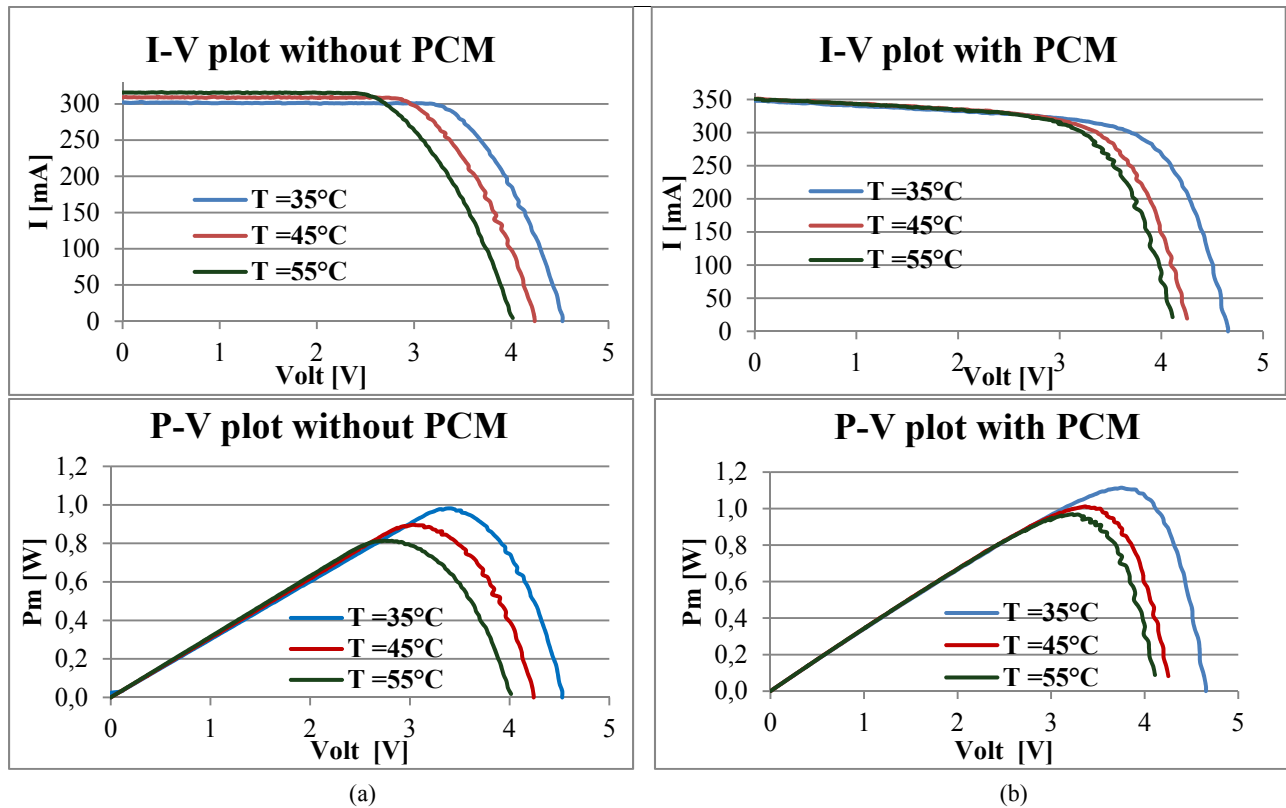 I-V plot without PCM
I [mA]
300
250
200
150
100
50
0
T =35°C
T =45°C
T =55°C
0 1 2 3 4 5
Volt [V]
I-V plot with PCM
I [mA]
350
300
250
200
150
100
50
0
T =35°C
T =45°C
T =55°C
0 1 2 3 4 5
Volt [V]
P-V plot without PCM
Pm [W]
1,2
1,0
0,8
0,6
0,4
0,2
0,0
T =35°C
T =45°C
T =55°C
0 1 2 3 4 5
Volt [V]
P-V plot with PCM
Pm [W]
1,2
1,0
0,8
0,6
0,4
0,2
0,0
T =35°C
T =45°C
T =55°C
0 1 2 3 4 5
Volt [V]
(a)
(b)